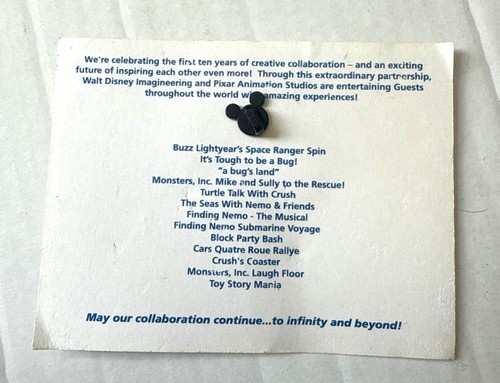 We're celebrating the first ten years of creative collaboration – and an exciting
future of inspiring each other even more! Through this extraordinary partnership,
Walt Disney Imagineering and Pixar Animation Studios are entertaining Guests
throughout the world amazing experiences!
Buzz Lightyear's Space Ranger Spin
It's Tough to be a Bug!
"a bug's land"
Monsters, Inc. Mike and Sully to the Rescue!
Turtle Talk With Crush
The Seas With Nemo & Friends
Finding Nemo - The Musical
Finding Nemo Submarine Voyage
Block Party Bash
Cars Quatre Roue Rallye
Crush's Coaster
Monsters, Inc. Laugh Floor
Toy Story Mania
May our collaboration continue...to infinity and beyond!